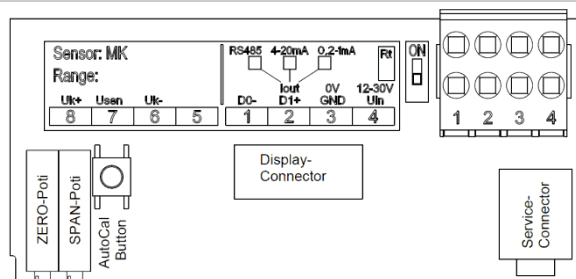 Sensor: MK
Range:
RS485 4-20mA 0,2-1mA Rt ON
Iout 0V 12-30V
Uk+ Usen Uk- D0- D1+ GND Uin
8 7 6 5 1 2 3 4
1 2 3 4
ZERO-Poti
SPAN-Poti
AutoCal
Button
Display-
Connector
Service-
Connector